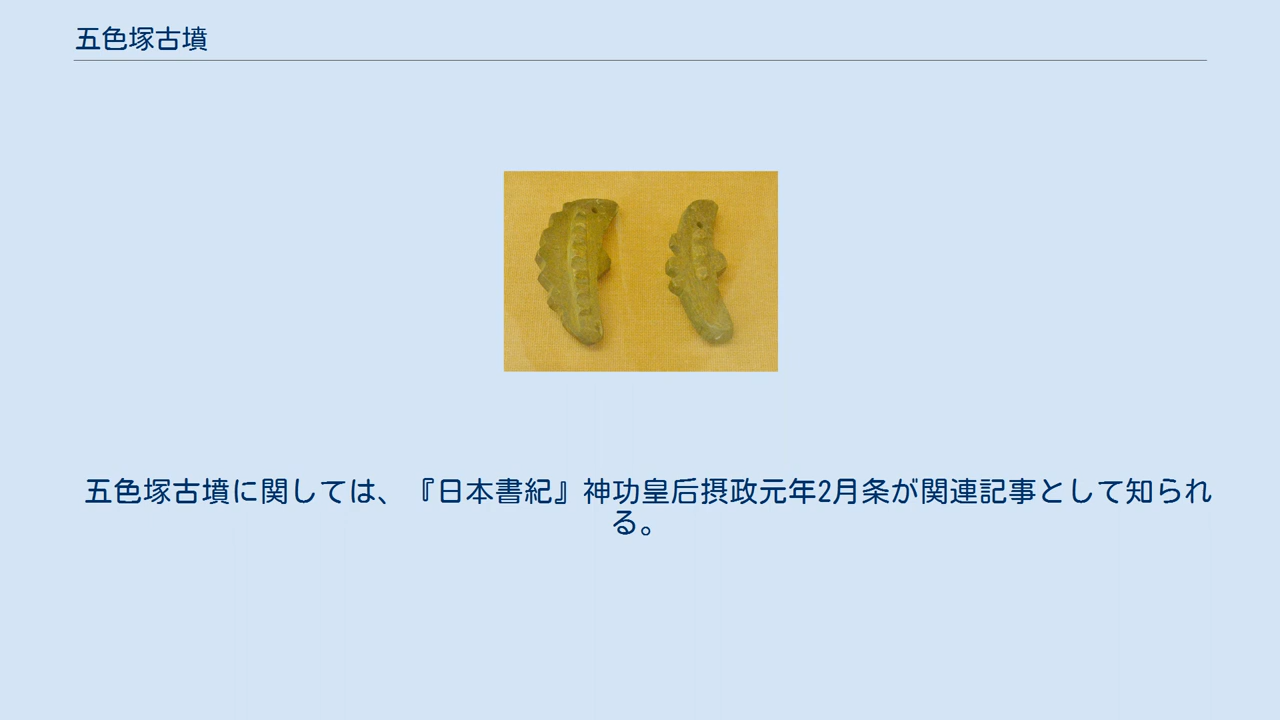 五色塚古墳
五色塚古墳に関しては、『日本書紀』神功皇后摂政元年2月条が関連記事として知られ
る。